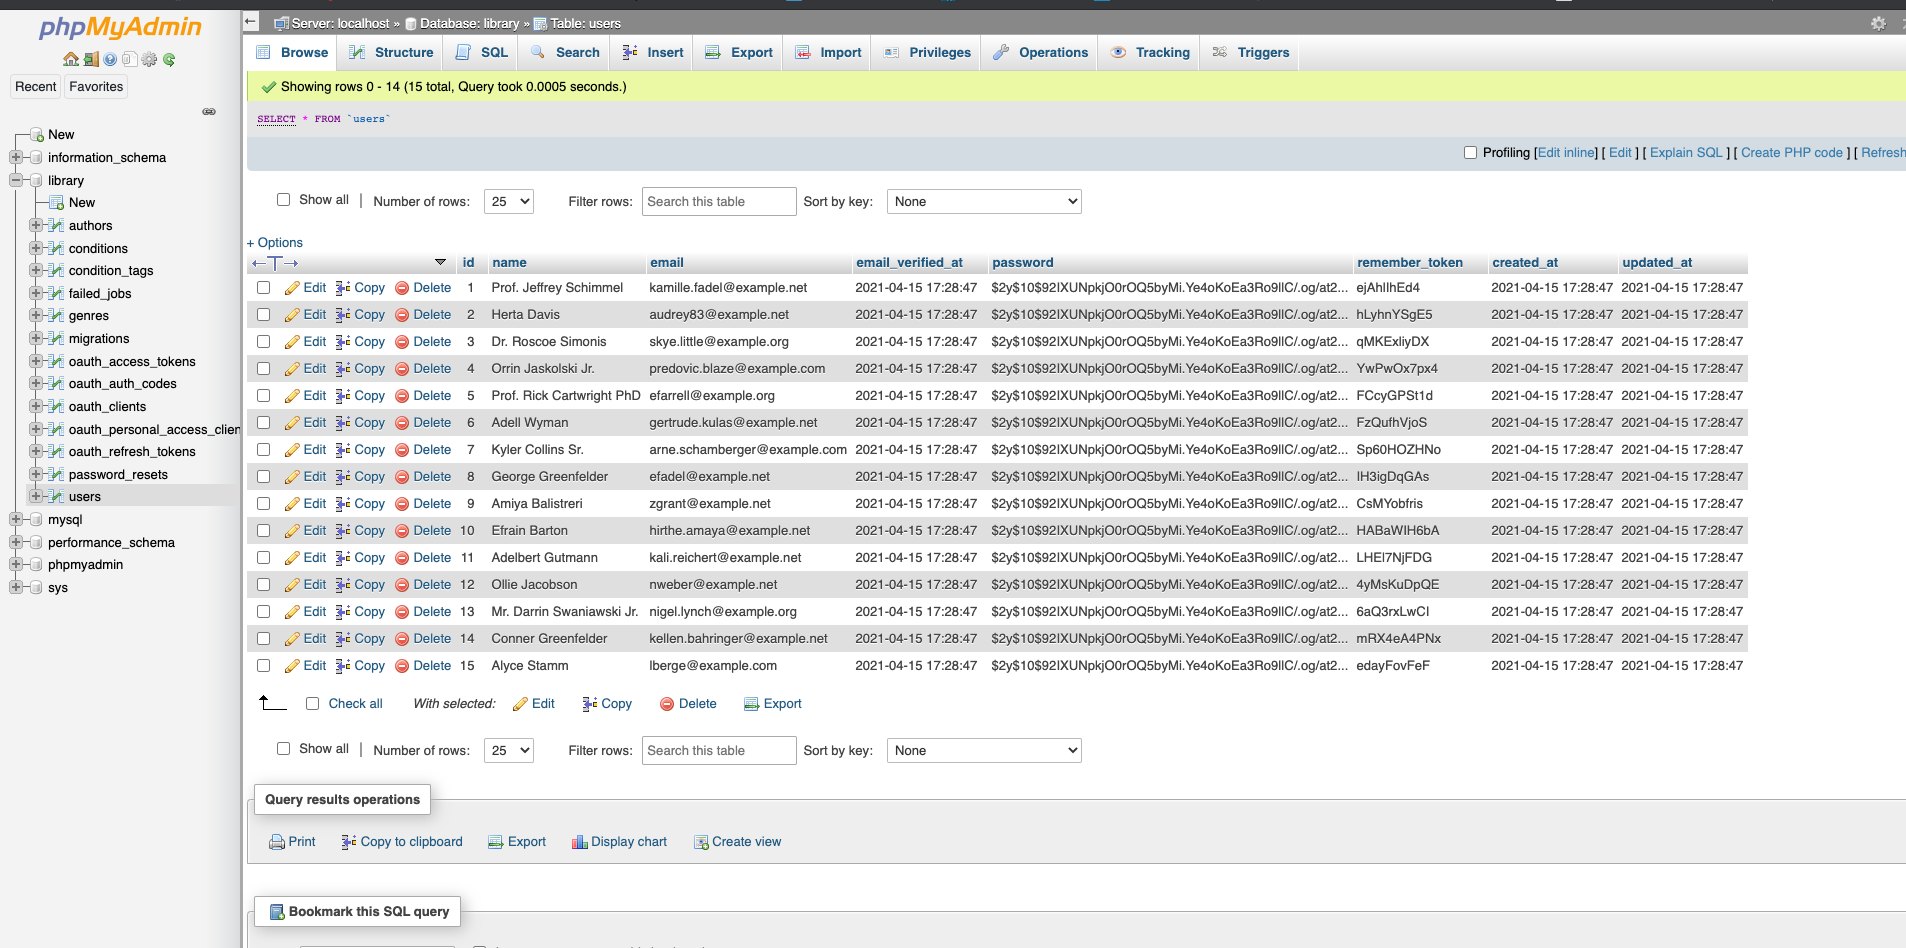 phpMyAdmin
Recent Favorites
New
information_schema
library
New
authors
conditions
condition_tags
failed_jobs
genres
migrations
oauth_access_tokens
oauth_auth_codes
oauth_clients
oauth_personal_access_clien
oauth_refresh_tokens
password_resets
users
mysql
performance_schema
phpmyadmin
sys
Server: localhost » Database: library » Table: users
Browse Structure SQL Search Insert Export Import Privileges Operations Tracking Triggers
Showing rows 0 - 14 (15 total, Query took 0.0005 seconds.)
SELECT * FROM `users`
Profiling [Edit inline] [ Edit ] [ Explain SQL ] [ Create PHP code ] [ Refresh
Show all | Number of rows: 25 Filter rows: Search this table Sort by key: None
+ Options
←T→ id name email email_verified_at password remember_token created_at updated_at
Edit Copy Delete 1 Prof. Jeffrey Schimmel kamille.fadel@example.net 2021-04-15 17:28:47 $2y$10$92IXUNpkjO0rOQ5byMi.Ye4oKoEa3Ro9llC/.og/at2... ejAhIlhEd4 2021-04-15 17:28:47 2021-04-15 17:28:47
Edit Copy Delete 2 Herta Davis audrey83@example.net 2021-04-15 17:28:47 $2y$10$92IXUNpkjO0rOQ5byMi.Ye4oKoEa3Ro9llC/.og/at2... hLyhnYSgE5 2021-04-15 17:28:47 2021-04-15 17:28:47
Edit Copy Delete 3 Dr. Roscoe Simonis skye.little@example.org 2021-04-15 17:28:47 $2y$10$92IXUNpkjO0rOQ5byMi.Ye4oKoEa3Ro9llC/.og/at2... qMKExliyDX 2021-04-15 17:28:47 2021-04-15 17:28:47
Edit Copy Delete 4 Orrin Jaskolski Jr. predovic.blaze@example.com 2021-04-15 17:28:47 $2y$10$92IXUNpkjO0rOQ5byMi.Ye4oKoEa3Ro9llC/.og/at2... YwPwOx7px4 2021-04-15 17:28:47 2021-04-15 17:28:47
Edit Copy Delete 5 Prof. Rick Cartwright PhD efarrell@example.org 2021-04-15 17:28:47 $2y$10$92IXUNpkjO0rOQ5byMi.Ye4oKoEa3Ro9llC/.og/at2... FCcyGPSt1d 2021-04-15 17:28:47 2021-04-15 17:28:47
Edit Copy Delete 6 Adell Wyman gertrude.kulas@example.net 2021-04-15 17:28:47 $2y$10$92IXUNpkjO0rOQ5byMi.Ye4oKoEa3Ro9llC/.og/at2... FzQufhVjoS 2021-04-15 17:28:47 2021-04-15 17:28:47
Edit Copy Delete 7 Kyler Collins Sr. arne.schamberger@example.com 2021-04-15 17:28:47 $2y$10$92IXUNpkjO0rOQ5byMi.Ye4oKoEa3Ro9llC/.og/at2... Sp60HOZHNo 2021-04-15 17:28:47 2021-04-15 17:28:47
Edit Copy Delete 8 George Greenfelder efadel@example.net 2021-04-15 17:28:47 $2y$10$92IXUNpkjO0rOQ5byMi.Ye4oKoEa3Ro9llC/.og/at2... IH3igDqGAs 2021-04-15 17:28:47 2021-04-15 17:28:47
Edit Copy Delete 9 Amiya Balistreri zgrant@example.net 2021-04-15 17:28:47 $2y$10$92IXUNpkjO0rOQ5byMi.Ye4oKoEa3Ro9llC/.og/at2... CsMYobfris 2021-04-15 17:28:47 2021-04-15 17:28:47
Edit Copy Delete 10 Efrain Barton hirthe.amaya@example.net 2021-04-15 17:28:47 $2y$10$92IXUNpkjO0rOQ5byMi.Ye4oKoEa3Ro9llC/.og/at2... HABaWIH6bA 2021-04-15 17:28:47 2021-04-15 17:28:47
Edit Copy Delete 11 Adelbert Gutmann kali.reichert@example.net 2021-04-15 17:28:47 $2y$10$92IXUNpkjO0rOQ5byMi.Ye4oKoEa3Ro9llC/.og/at2... LHEl7NjFDG 2021-04-15 17:28:47 2021-04-15 17:28:47
Edit Copy Delete 12 Ollie Jacobson nweber@example.net 2021-04-15 17:28:47 $2y$10$92IXUNpkjO0rOQ5byMi.Ye4oKoEa3Ro9llC/.og/at2... 4yMsKuDpQE 2021-04-15 17:28:47 2021-04-15 17:28:47
Edit Copy Delete 13 Mr. Darrin Swaniawski Jr. nigel.lynch@example.org 2021-04-15 17:28:47 $2y$10$92IXUNpkjO0rOQ5byMi.Ye4oKoEa3Ro9llC/.og/at2... 6aQ3rxLwCI 2021-04-15 17:28:47 2021-04-15 17:28:47
Edit Copy Delete 14 Conner Greenfelder kellen.bahringer@example.net 2021-04-15 17:28:47 $2y$10$92IXUNpkjO0rOQ5byMi.Ye4oKoEa3Ro9llC/.og/at2... mRX4eA4PNx 2021-04-15 17:28:47 2021-04-15 17:28:47
Edit Copy Delete 15 Alyce Stamm lberge@example.com 2021-04-15 17:28:47 $2y$10$92IXUNpkjO0rOQ5byMi.Ye4oKoEa3Ro9llC/.og/at2... edayFovFeF 2021-04-15 17:28:47 2021-04-15 17:28:47
Check all With selected: Edit Copy Delete Export
Show all | Number of rows: 25 Filter rows: Search this table Sort by key: None
Query results operations
Print Copy to clipboard Export Display chart Create view
Bookmark this SQL query